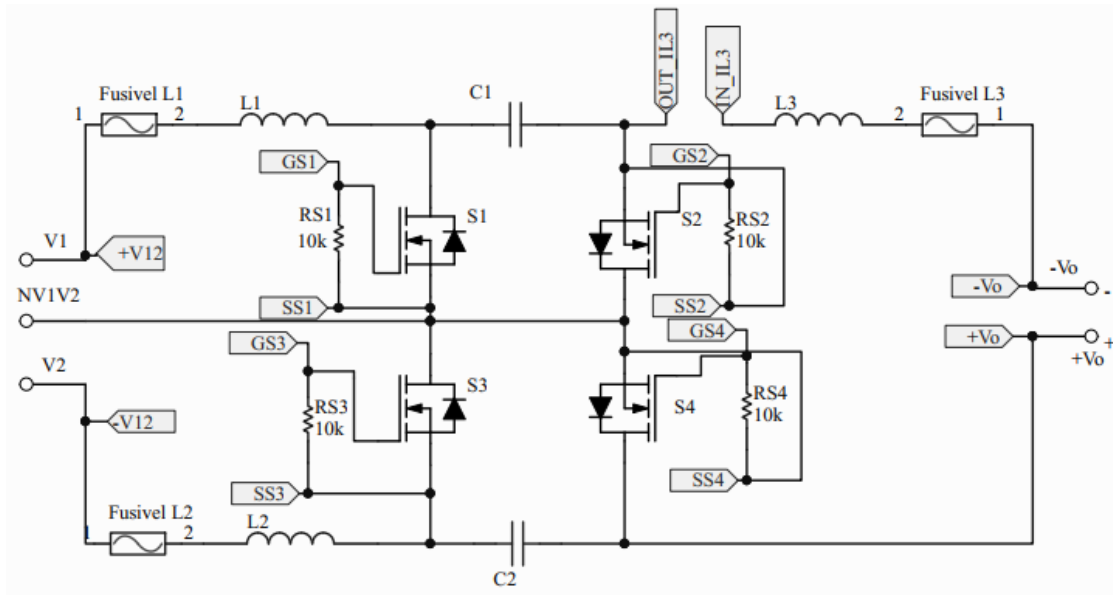 OUT_IL3
IN_IL3
Fusivel L1
L1
C1
L3
Fusivel L3
1
2
2
1
GS1
GS2
RS1
10k
S1
S2
RS2
10k
V1
+V12
-Vo
-Vo
-
NV1V2
SS1
SS2
GS3
GS4
+Vo
+
+Vo
V2
RS3
10k
S3
S4
RS4
10k
-V12
SS3
SS4
Fusivel L2
1
2
L2
C2